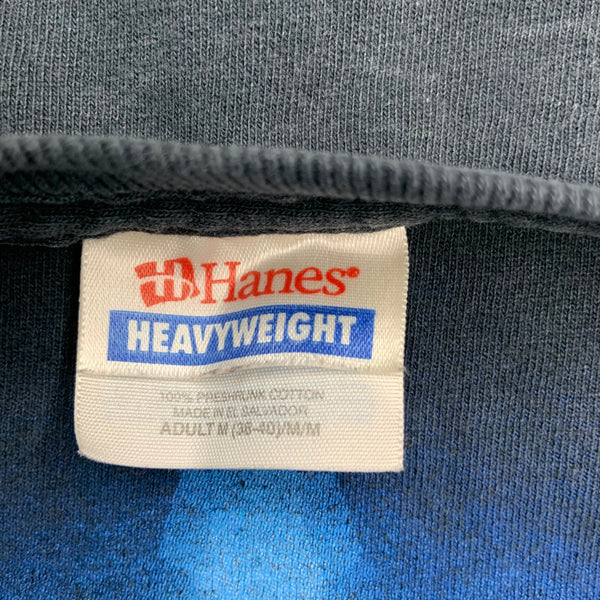 Hanes®
HEAVYWEIGHT
100% PRESHRUNK COTTON
MADE IN EL SALVADOR
ADULT M (38-40)/M/M